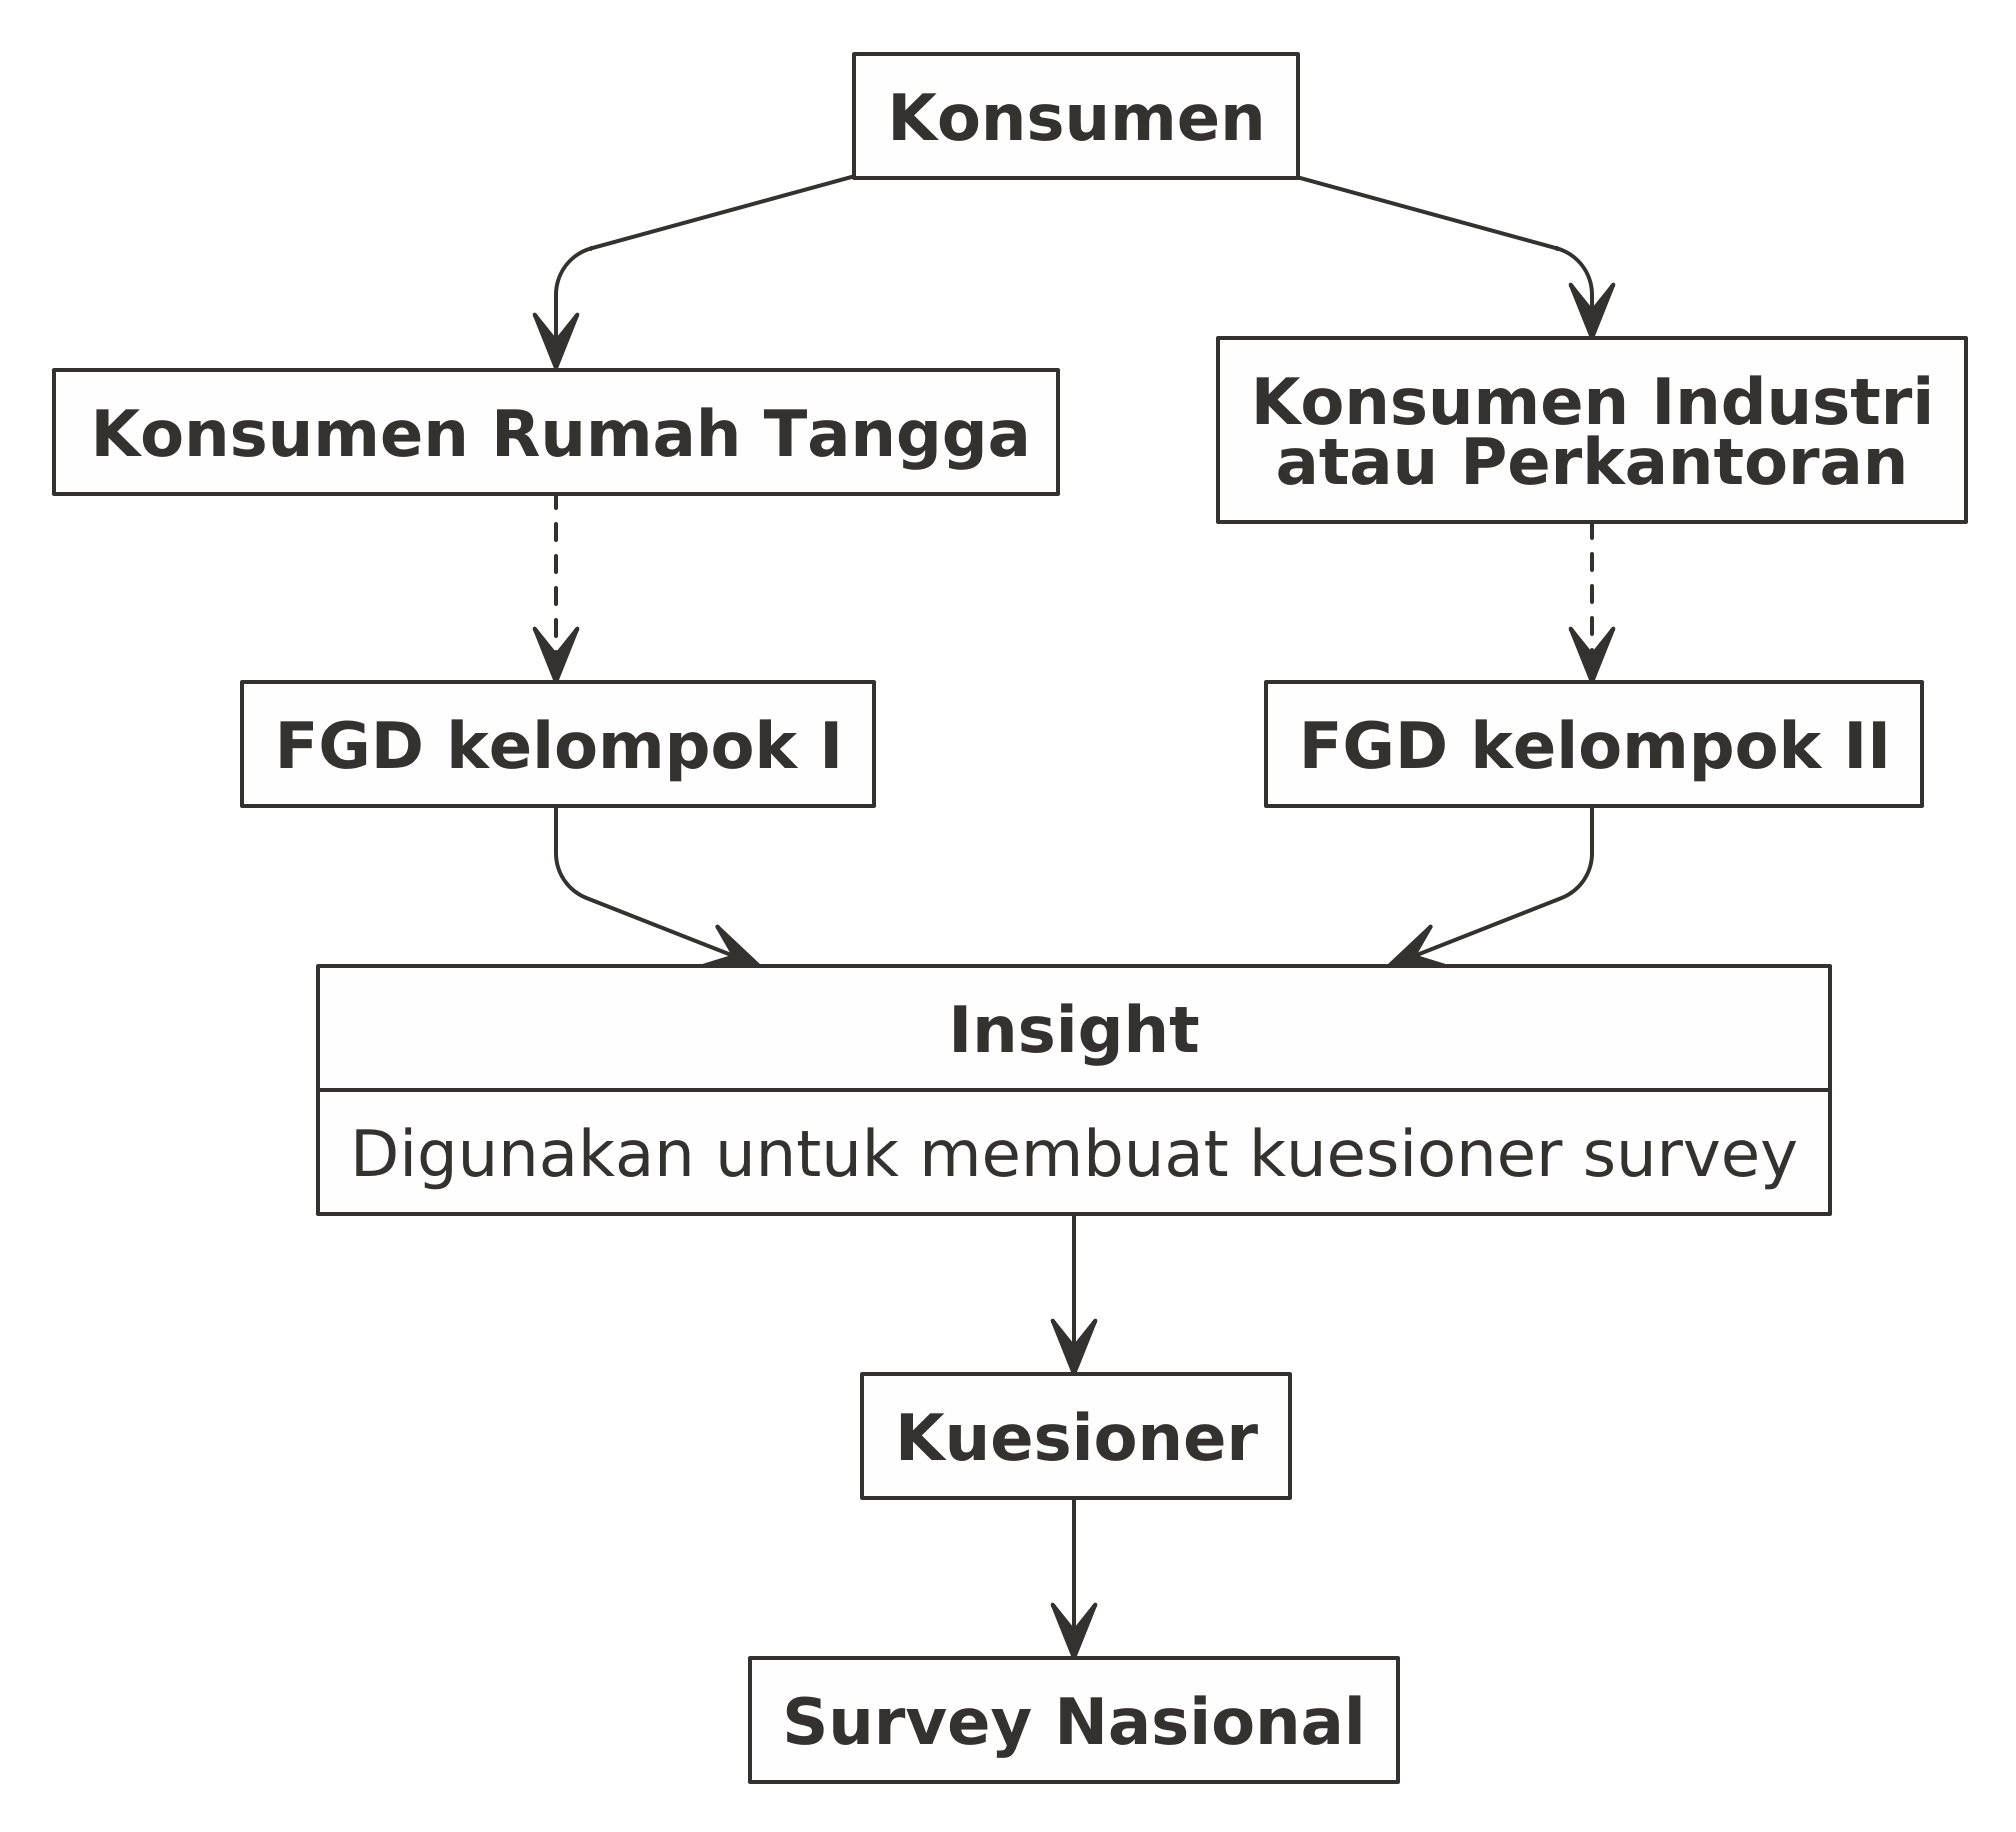 Konsumen
Konsumen Rumah Tangga
Konsumen Industri
atau Perkantoran
FGD kelompok I
FGD kelompok II
Insight
Digunakan untuk membuat kuesioner survey
Kuesioner
Survey Nasional